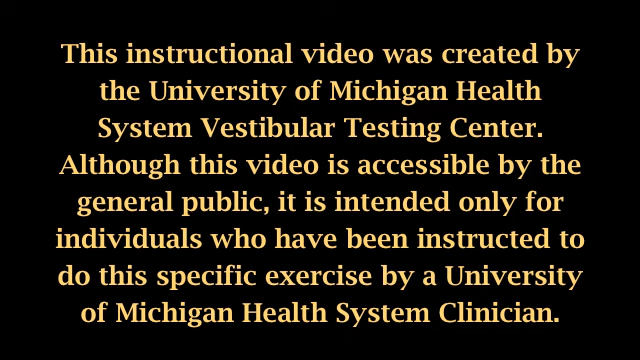 This instructional video was created by
the University of Michigan Health
System Vestibular Testing Center.
Although this video is accessible by the
general public, it is intended only for
individuals who have been instructed to
do this specific exercise by a University
of Michigan Health System Clinician.